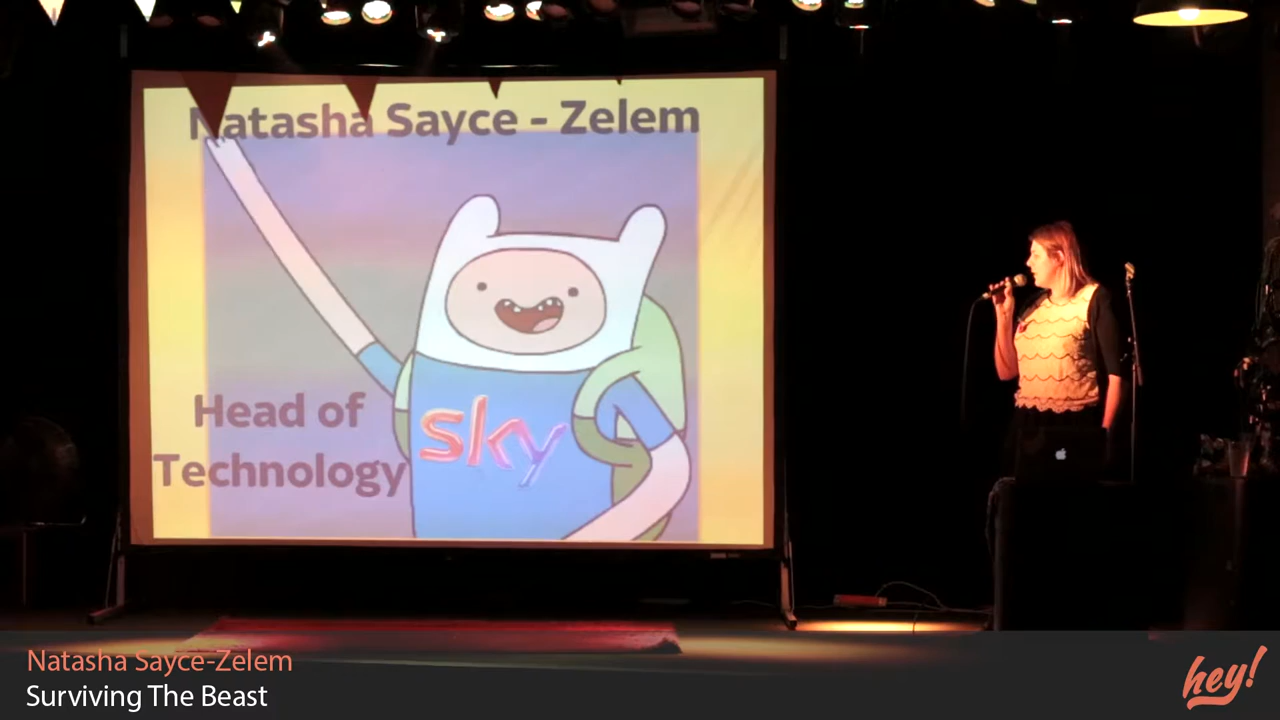 Natasha Sayce - Zelem
Head of
Technology
sky
Natasha Sayce-Zelem
Surviving The Beast
hey!